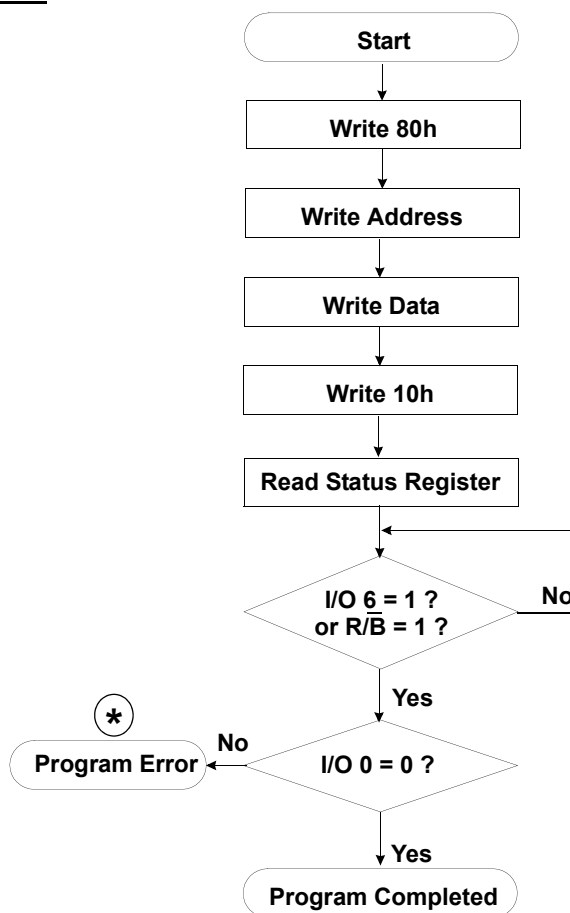 Start
Write 80h
Write Address
Write Data
Write 10h
Read Status Register
I/O 6 = 1 ?
or R/B̅ = 1 ?
No
Yes
*
No
Program Error
I/O 0 = 0 ?
Yes
Program Completed